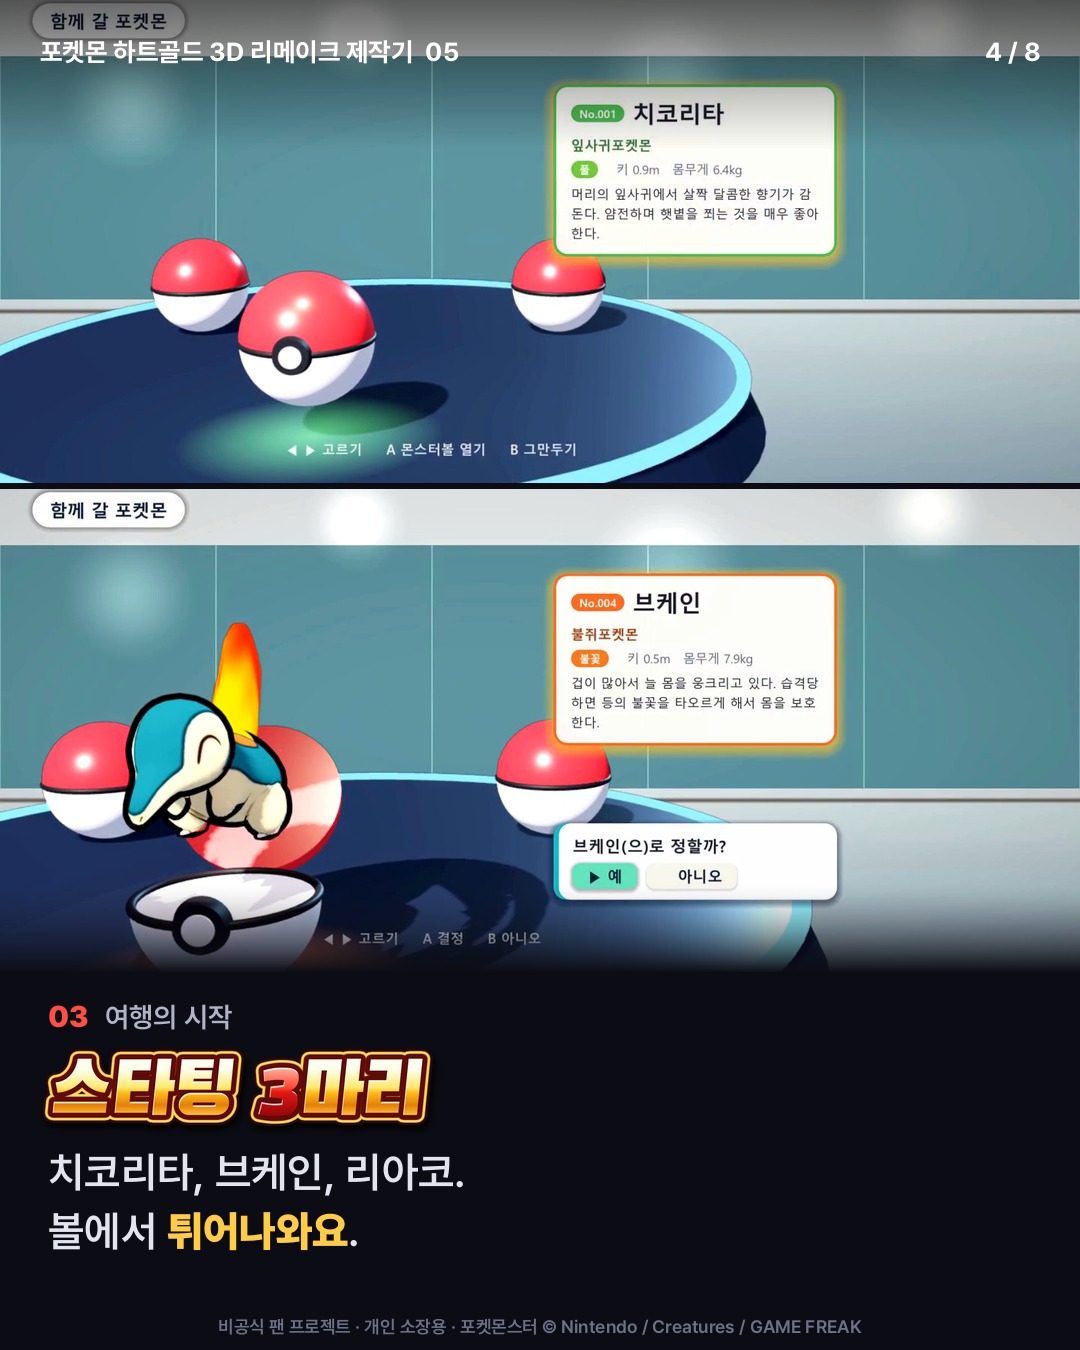 함께 갈 포켓몬
포켓몬 하트골드 3D 리메이크 제작기 05
4 / 8
No.001 치코리타
잎사귀포켓몬
풀 키 0.9m 몸무게 6.4kg
머리의 잎사귀에서 살짝 달콤한 향기가 감
돈다. 얌전하며 햇볕을 쬐는 것을 매우 좋아
한다.
◀ ▶ 고르기 A 몬스터볼 열기 B 그만두기
함께 갈 포켓몬
No.004 브케인
불쥐포켓몬
불꽃 키 0.5m 몸무게 7.9kg
겁이 많아서 늘 몸을 웅크리고 있다. 습격당
하면 등의 불꽃을 타오르게 해서 몸을 보호
한다.
브케인(으)로 정할까?
▶ 예 아니오
◀ ▶ 고르기 A 결정 B 아니오
03 여행의 시작
스타팅 3마리
치코리타, 브케인, 리아코.
볼에서 튀어나와요.
비공식 팬 프로젝트 · 개인 소장용 · 포켓몬스터 © Nintendo / Creatures / GAME FREAK